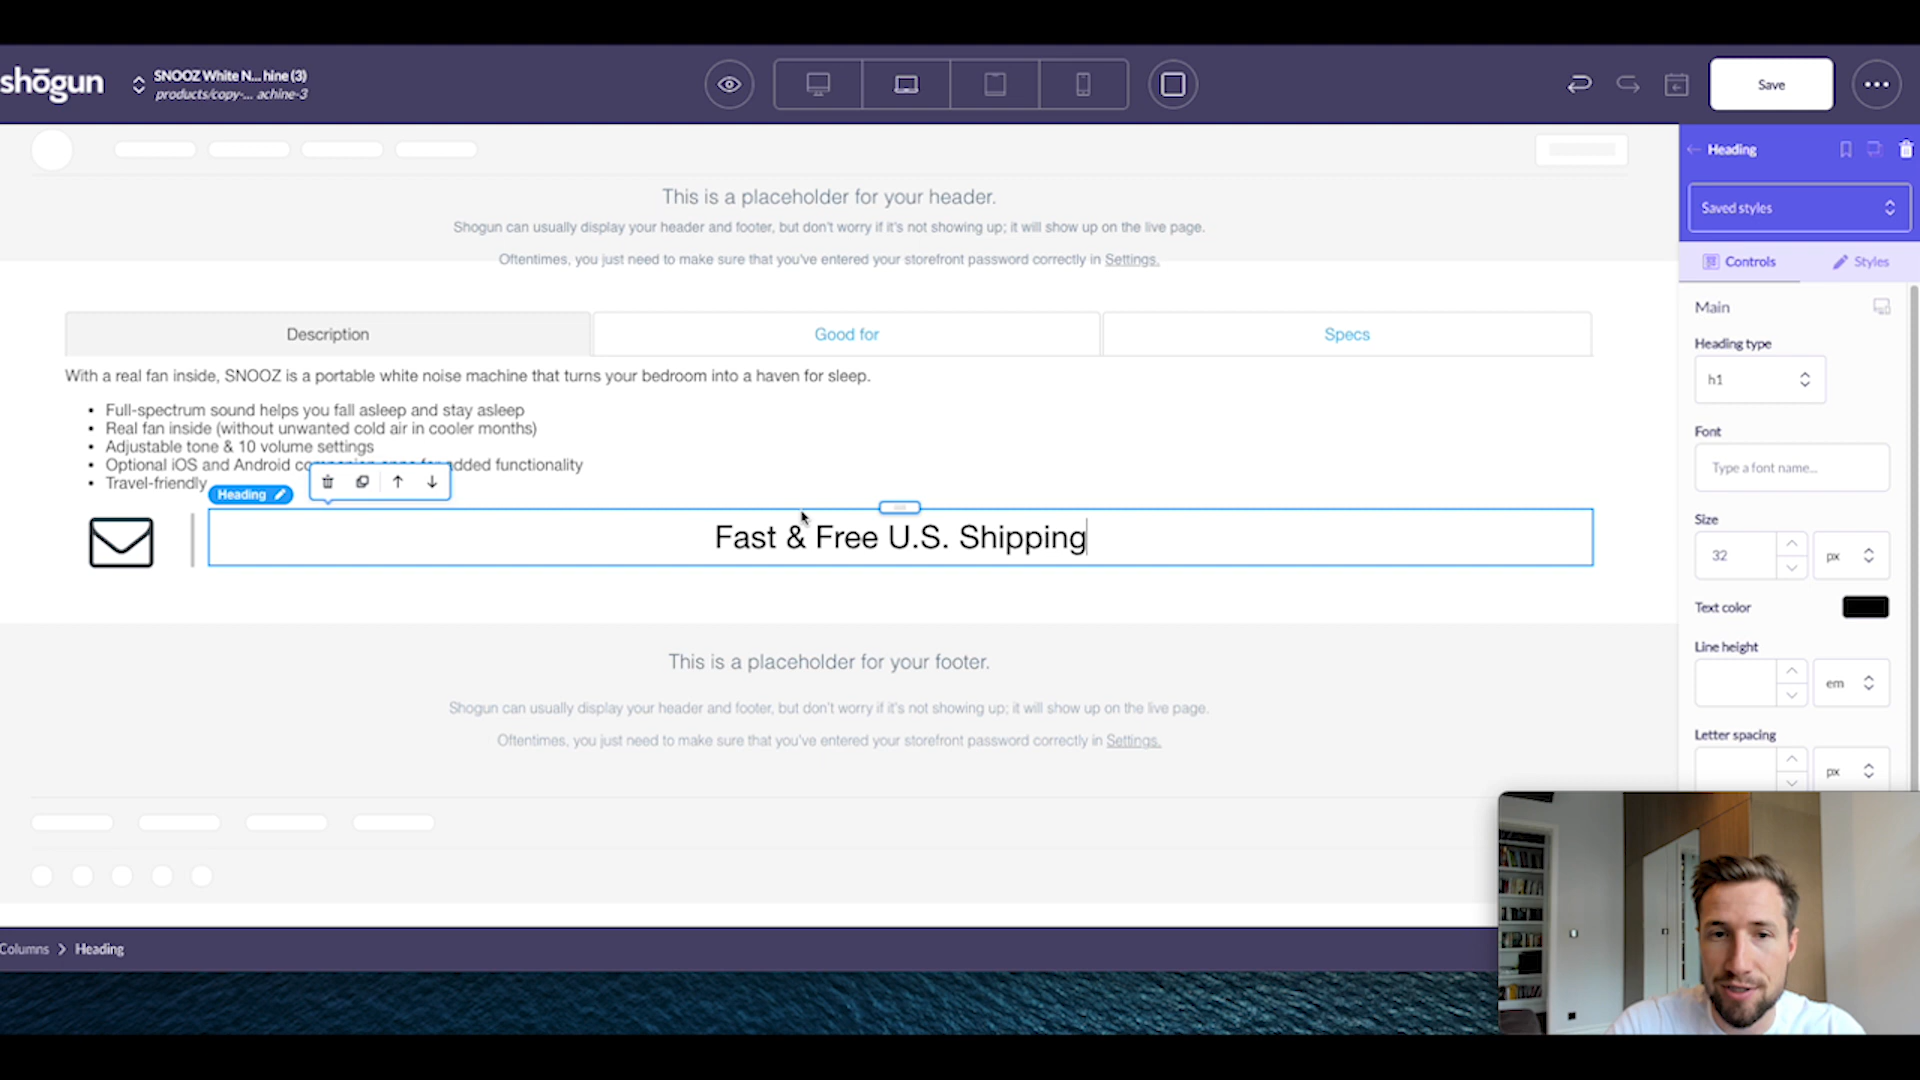 shōgun
SNOOZ White N... hine (3)
products/copy-... achine-3
Save
This is a placeholder for your header.
Shogun can usually display your header and footer, but don't worry if it's not showing up; it will show up on the live page.
Oftentimes, you just need to make sure that you've entered your storefront password correctly in Settings.
Heading
Saved styles
Controls
Styles
Description
Good for
Specs
With a real fan inside, SNOOZ is a portable white noise machine that turns your bedroom into a haven for sleep.
• Full-spectrum sound helps you fall asleep and stay asleep
• Real fan inside (without unwanted cold air in cooler months)
• Adjustable tone & 10 volume settings
• Optional iOS and Android added functionality
• Travel-friendly
Heading
Fast & Free U.S. Shipping
Main
Heading type
h1
Font
Type a font name...
Size
32
px
Text color
Line height
em
Letter spacing
px
This is a placeholder for your footer.
Shogun can usually display your header and footer, but don't worry if it's not showing up; it will show up on the live page.
Oftentimes, you just need to make sure that you've entered your storefront password correctly in Settings.
Columns > Heading